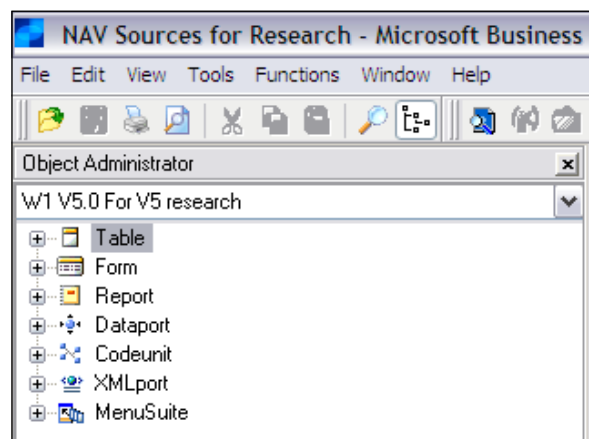 NAV Sources for Research - Microsoft Business
File Edit View Tools Functions Window Help
Object Administrator
W1 V5.0 For V5 research
Table
Form
Report
Dataport
Codeunit
XMLport
MenuSuite